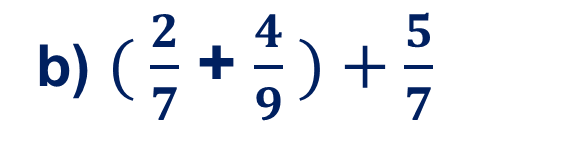 b) ( 2/7 + 4/9 ) + 5/7